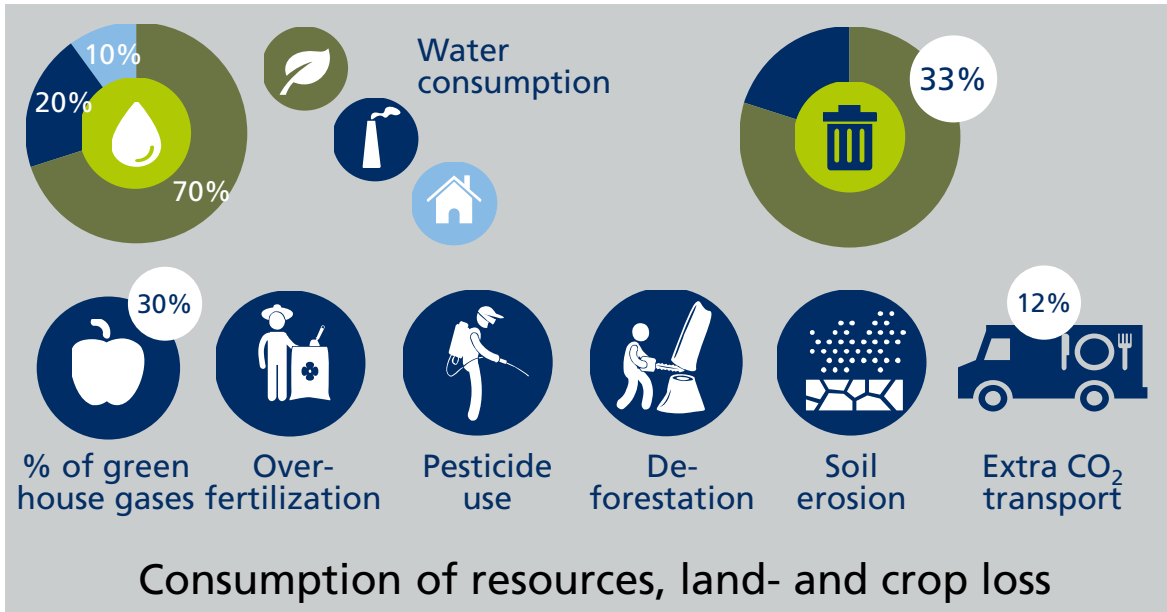 10%
20%
70%
Water
consumption
33%
30%
12%
% of green
house gases
Over-
fertilization
Pesticide
use
De-
forestation
Soil
erosion
Extra CO₂
transport
Consumption of resources, land- and crop loss